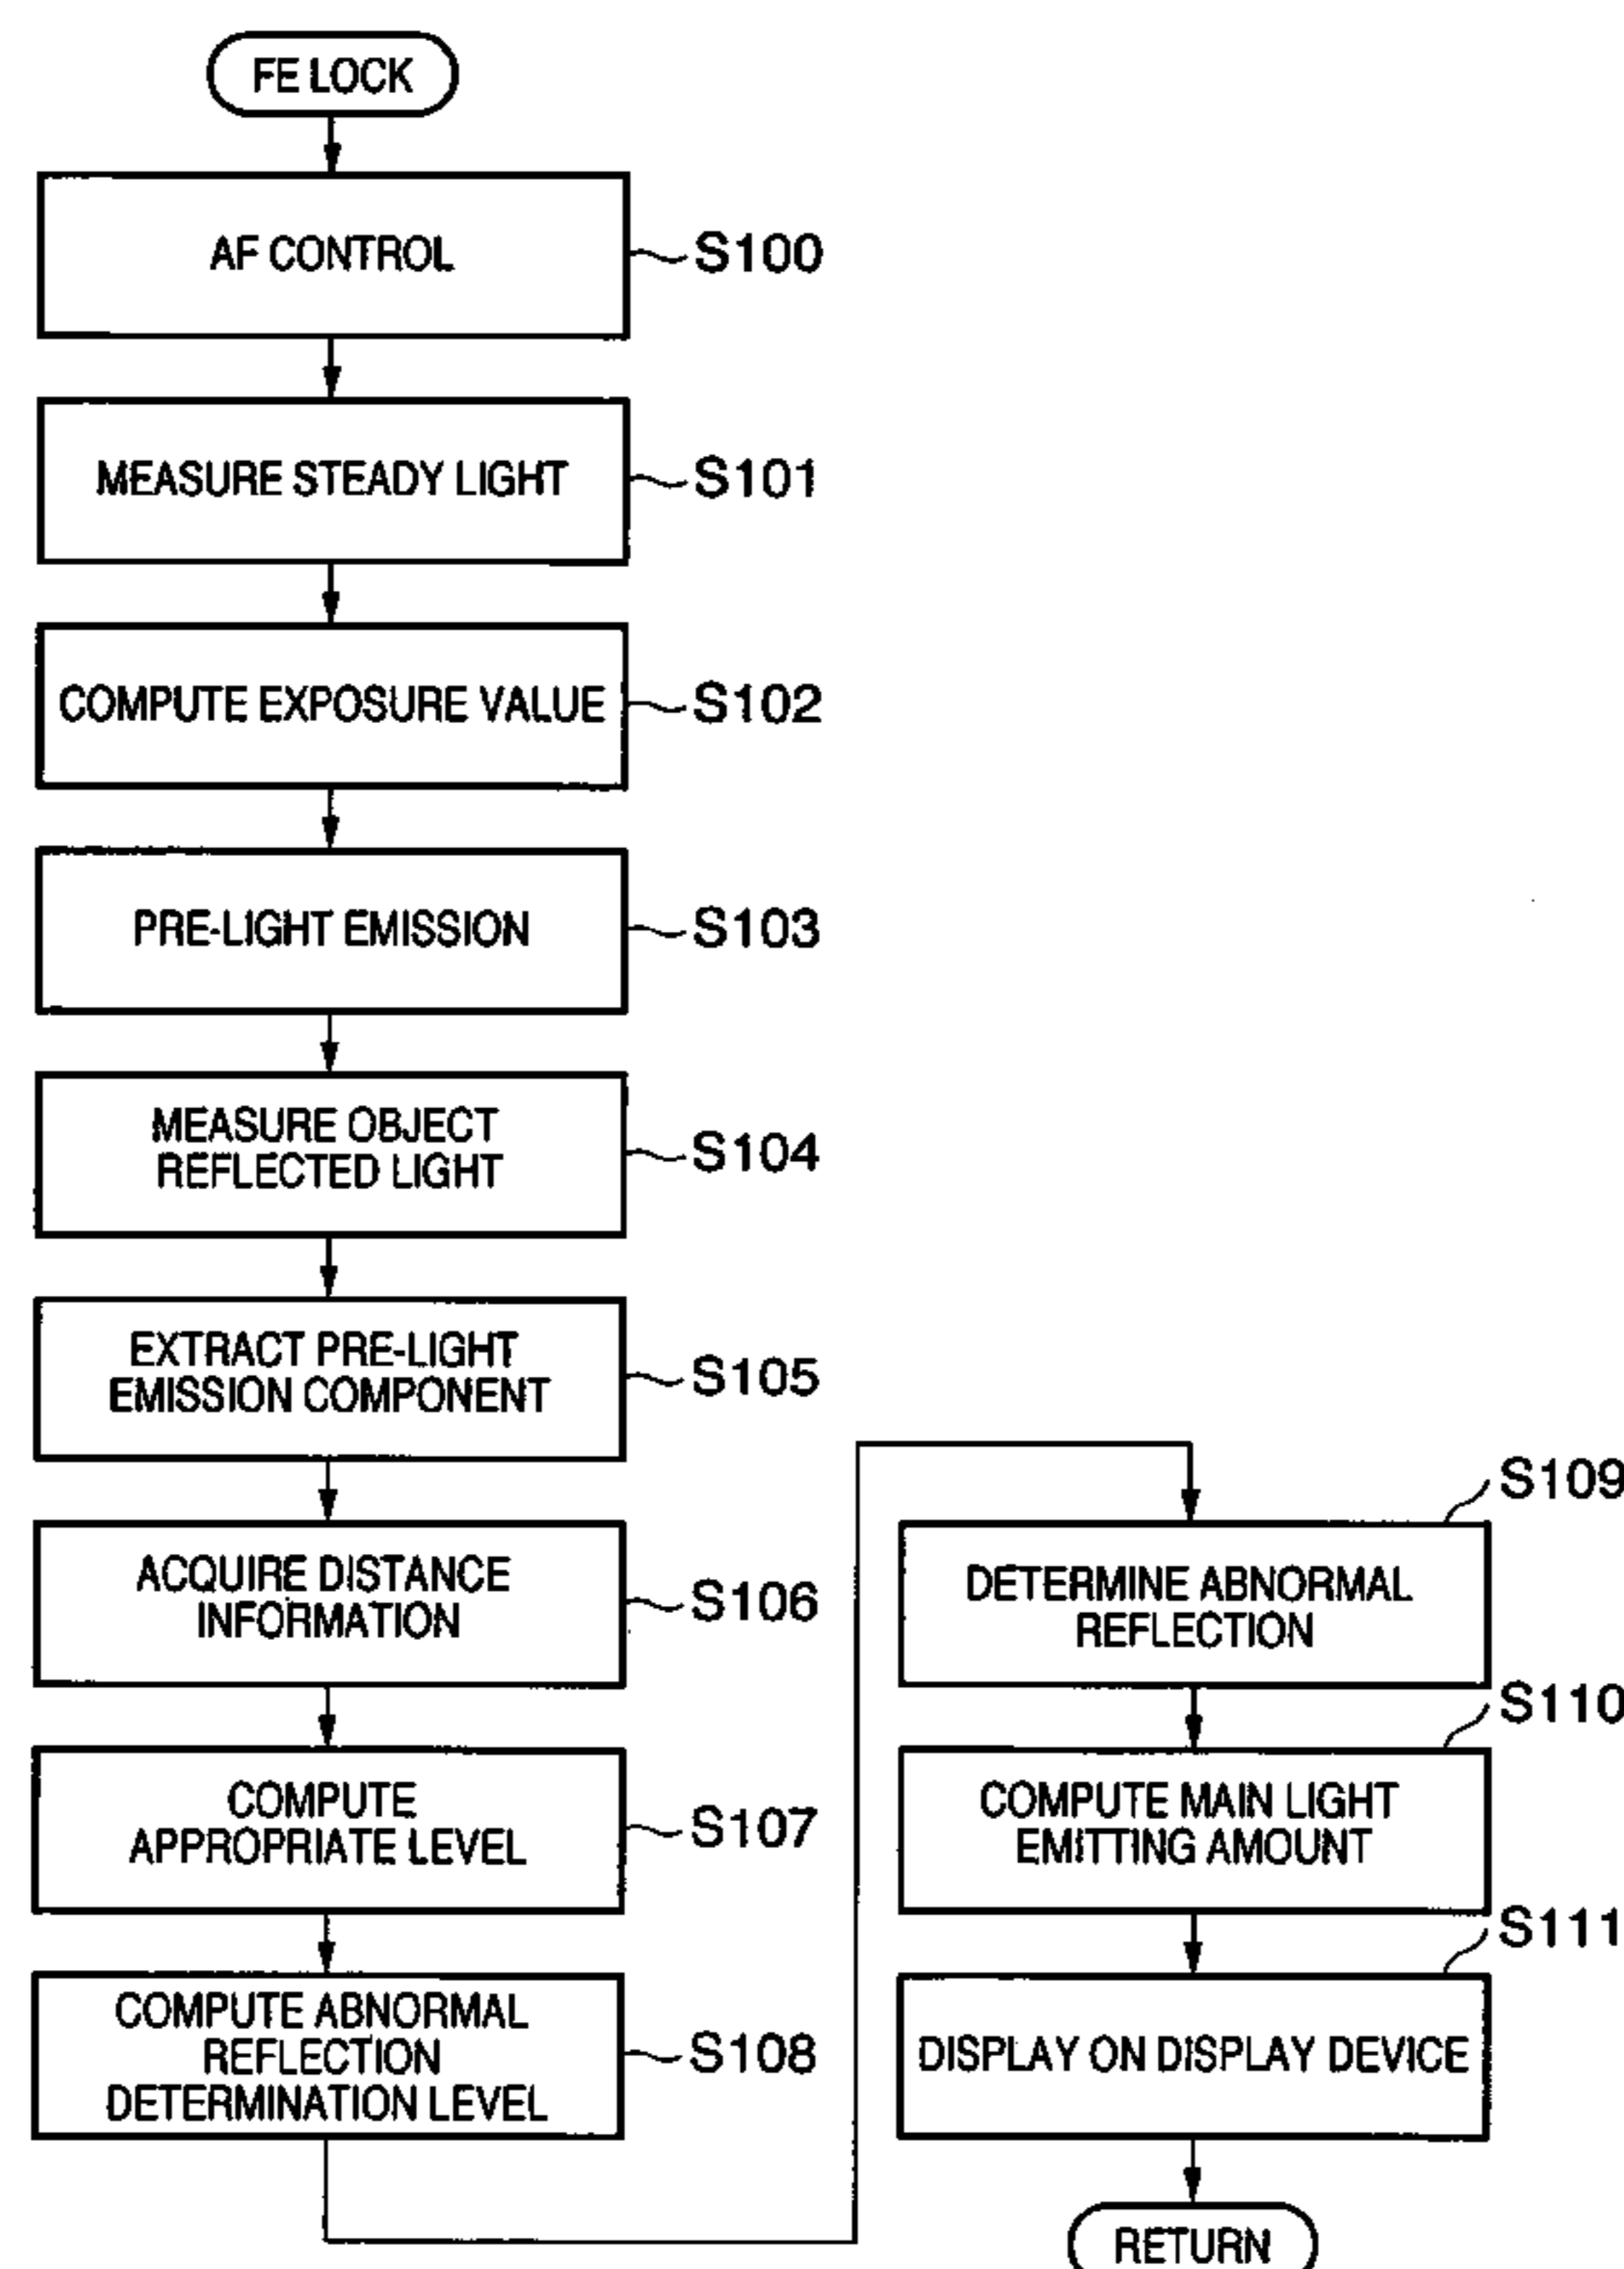 FE LOCK
AF CONTROL
S100
MEASURE STEADY LIGHT
S101
COMPUTE EXPOSURE VALUE
S102
PRE-LIGHT EMISSION
S103
MEASURE OBJECT
REFLECTED LIGHT
S104
EXTRACT PRE-LIGHT
EMISSION COMPONENT
S105
ACQUIRE DISTANCE
INFORMATION
S106
COMPUTE
APPROPRIATE LEVEL
S107
COMPUTE ABNORMAL
REFLECTION
DETERMINATION LEVEL
S108
S109
DETERMINE ABNORMAL
REFLECTION
S110
COMPUTE MAIN LIGHT
EMITTING AMOUNT
S111
DISPLAY ON DISPLAY DEVICE
RETURN